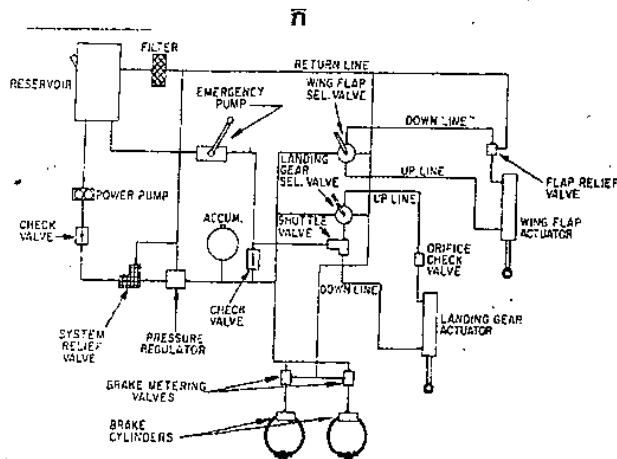 FILTER
RETURN LINE
RESERVOIR
EMERGENCY
PUMP
WING FLAP
SEL. VALVE
DOWN LINE
LANDING
GEAR
SEL. VALVE
UP LINE
FLAP RELIEF
VALVE
POWER PUMP
UP LINE
ACCUM.
SHUTTLE
VALVE
WING FLAP
ACTUATOR
CHECK
VALVE
ORIFICE
CHECK
VALVE
DOWN LINE
CHECK
VALVE
SYSTEM
RELIEF
VALVE
PRESSURE
REGULATOR
LANDING GEAR
ACTUATOR
BRAKE METERING
VALVES
BRAKE
CYLINDERS